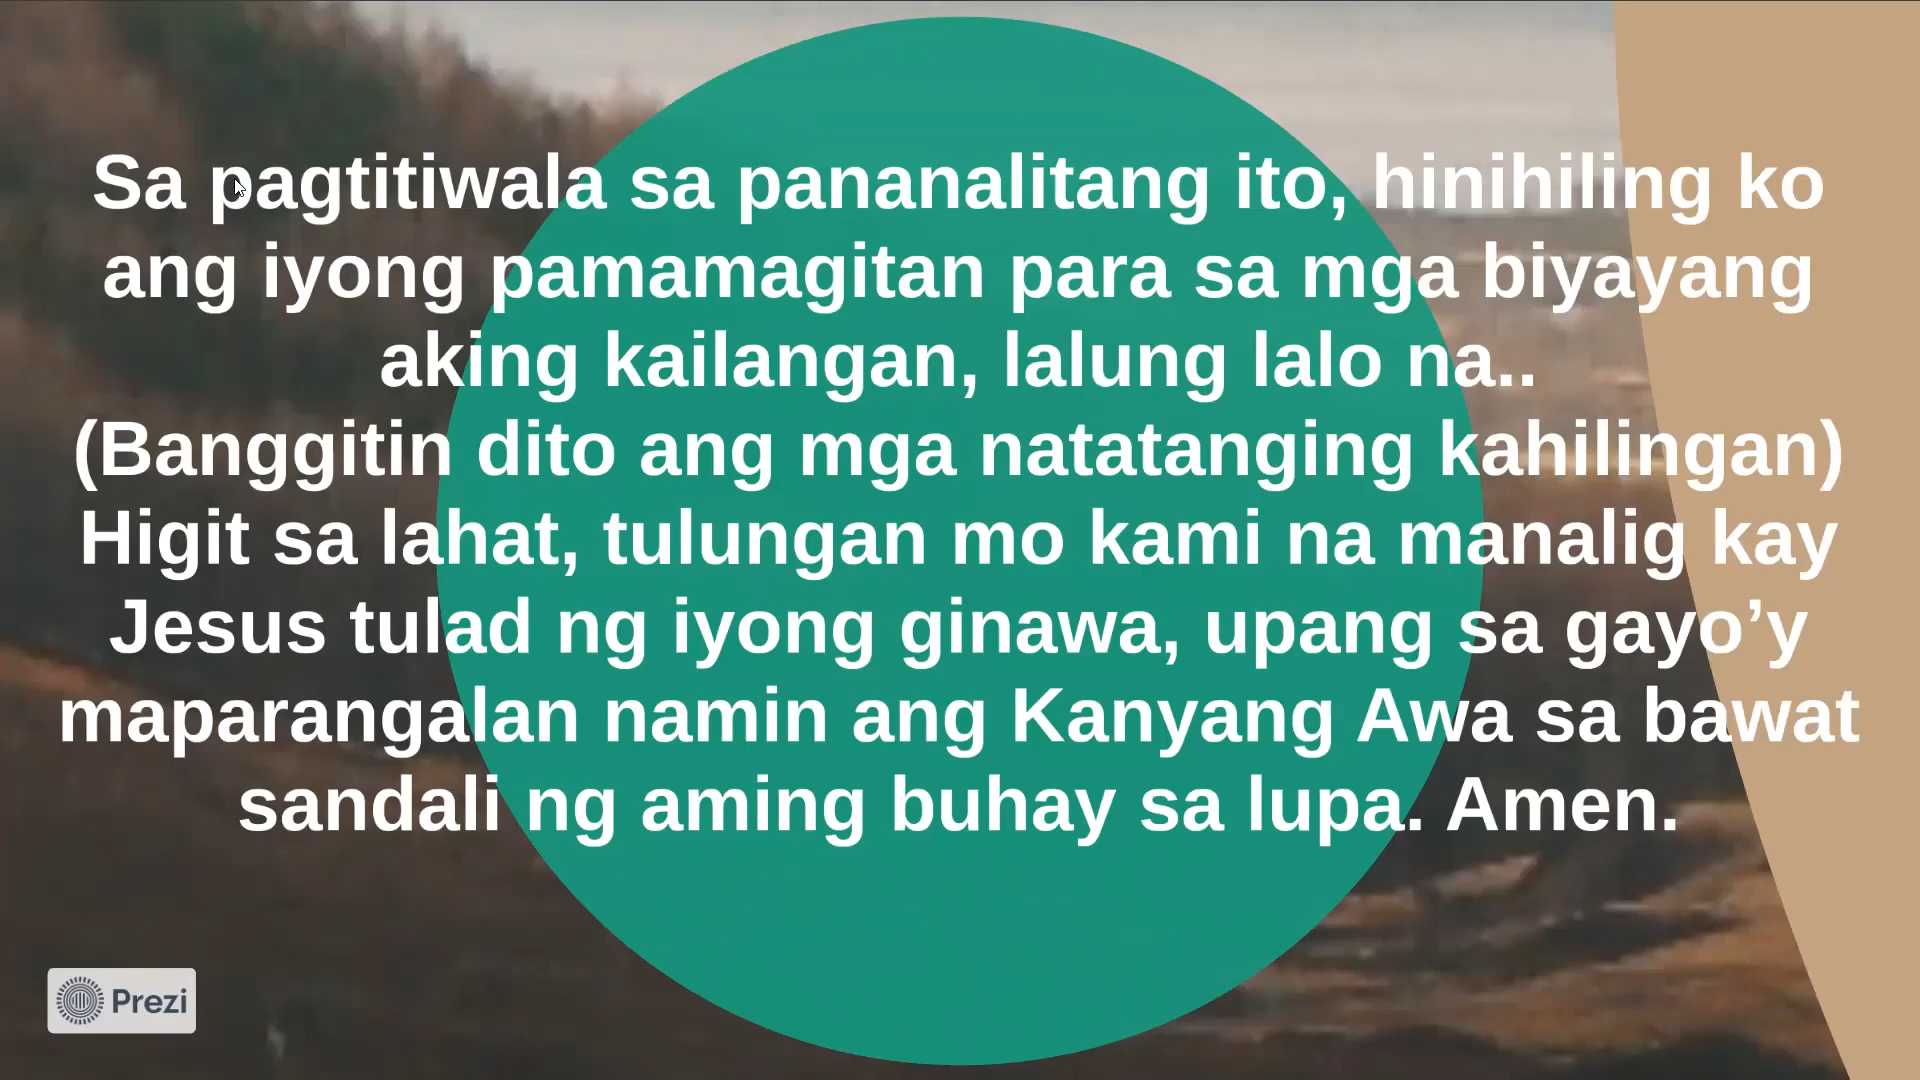 Sa pagtitiwala sa pananalitang ito, hinihiling ko
ang iyong pamamagitan para sa mga biyayang
aking kailangan, lalung lalo na..
(Banggitin dito ang mga natatanging kahilingan)
Higit sa lahat, tulungan mo kami na manalig kay
Jesus tulad ng iyong ginawa, upang sa gayo’y
maparangalan namin ang Kanyang Awa sa bawat
sandali ng aming buhay sa lupa. Amen.
Prezi